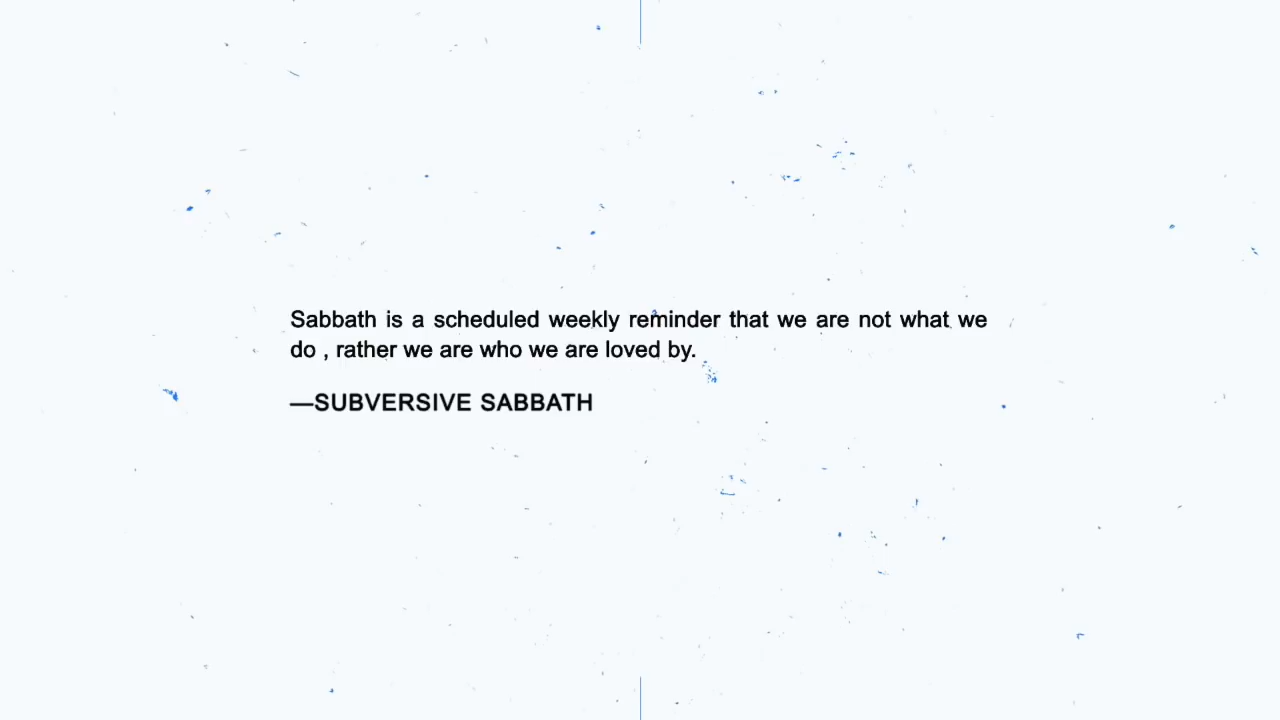 Sabbath is a scheduled weekly reminder that we are not what we
do , rather we are who we are loved by.
—SUBVERSIVE SABBATH